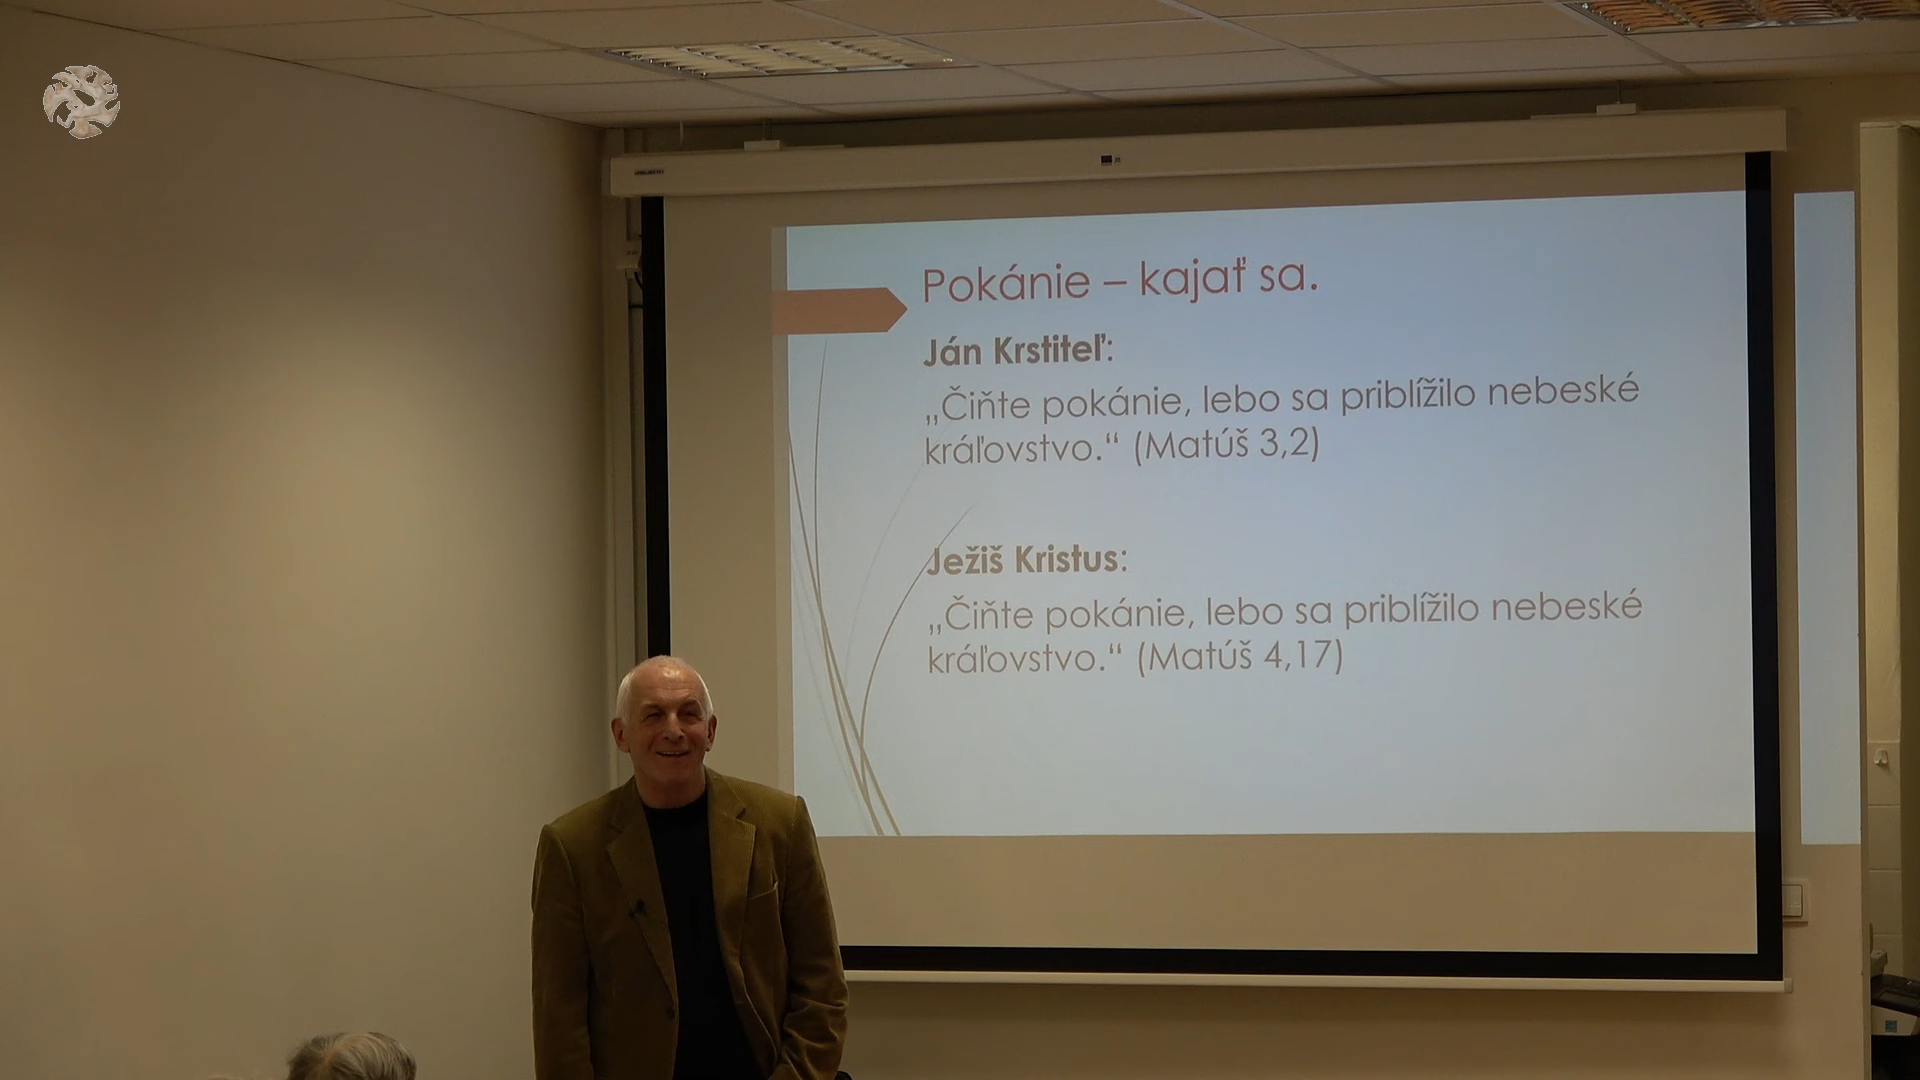 Pokánie – kajať sa.
Ján Krstiteľ:
„Čiňte pokánie, lebo sa priblížilo nebeské
kráľovstvo.“ (Matúš 3,2)
Ježiš Kristus:
„Čiňte pokánie, lebo sa priblížilo nebeské
kráľovstvo.“ (Matúš 4,17)